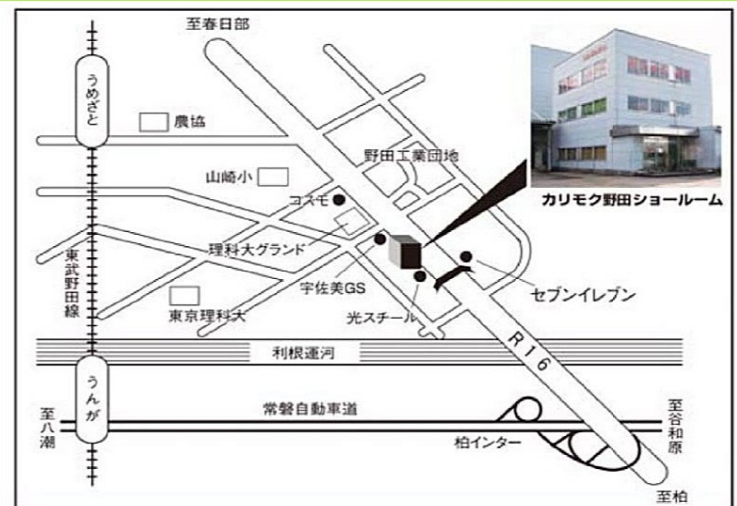 至春日部
うめざと
農協
野田工業団地
山崎小
コスモ
カリモク野田ショールーム
理科大グランド
東武野田線
宇佐美GS
セブンイレブン
東京理科大
光スチール
R16
利根運河
うんが
常磐自動車道
至八潮
至谷和原
柏インター
至柏